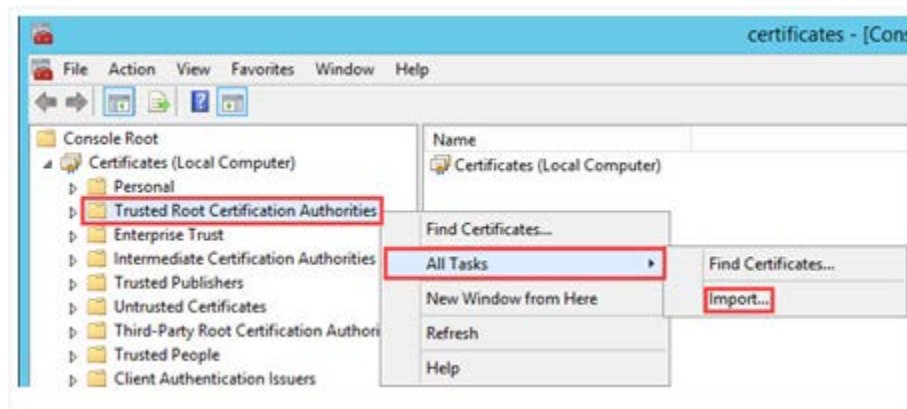 certificates - [Cons
File Action View Favorites Window Help
Console Root
Name
Certificates (Local Computer)
Certificates (Local Computer)
Personal
Trusted Root Certification Authorities
Enterprise Trust
Intermediate Certification Authorities
Trusted Publishers
Untrusted Certificates
Third-Party Root Certification Authori
Trusted People
Client Authentication Issuers
Find Certificates...
All Tasks
New Window from Here
Refresh
Help
Find Certificates...
Import...